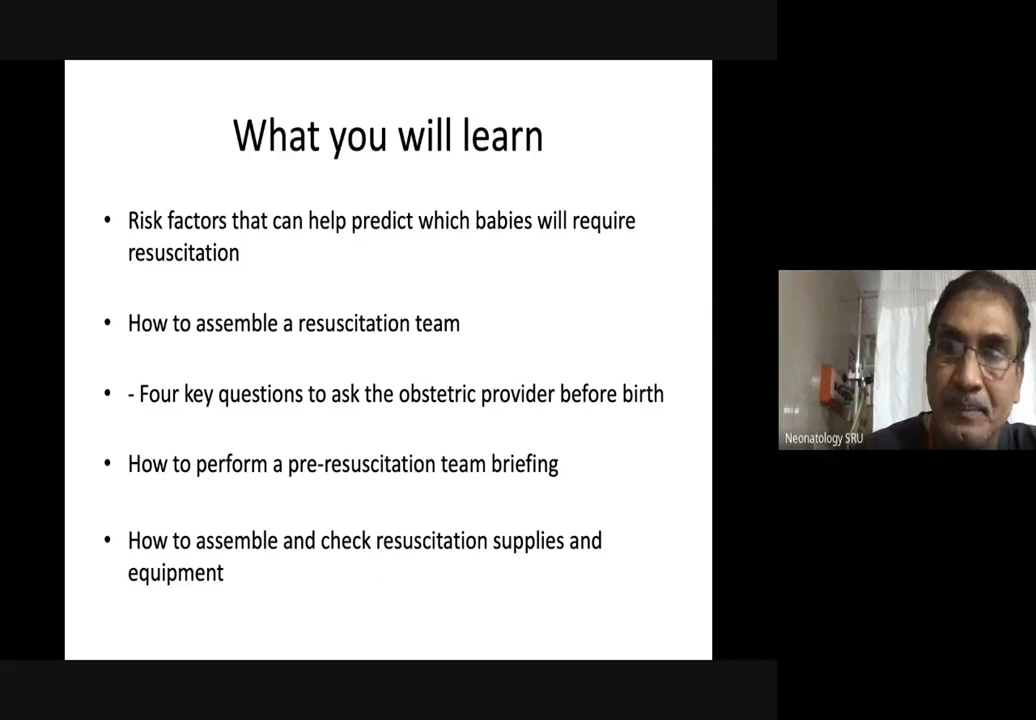 What you will learn
• Risk factors that can help predict which babies will require
resuscitation
• How to assemble a resuscitation team
• - Four key questions to ask the obstetric provider before birth
• How to perform a pre-resuscitation team briefing
• How to assemble and check resuscitation supplies and
equipment
Neonatology SRU